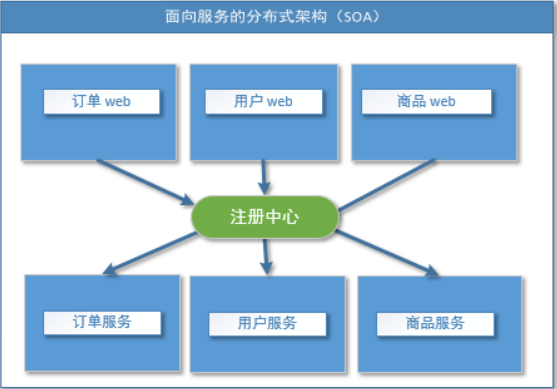 面向服务的分布式架构（SOA）
订单 web
用户 web
商品 web
注册中心
订单服务
用户服务
商品服务